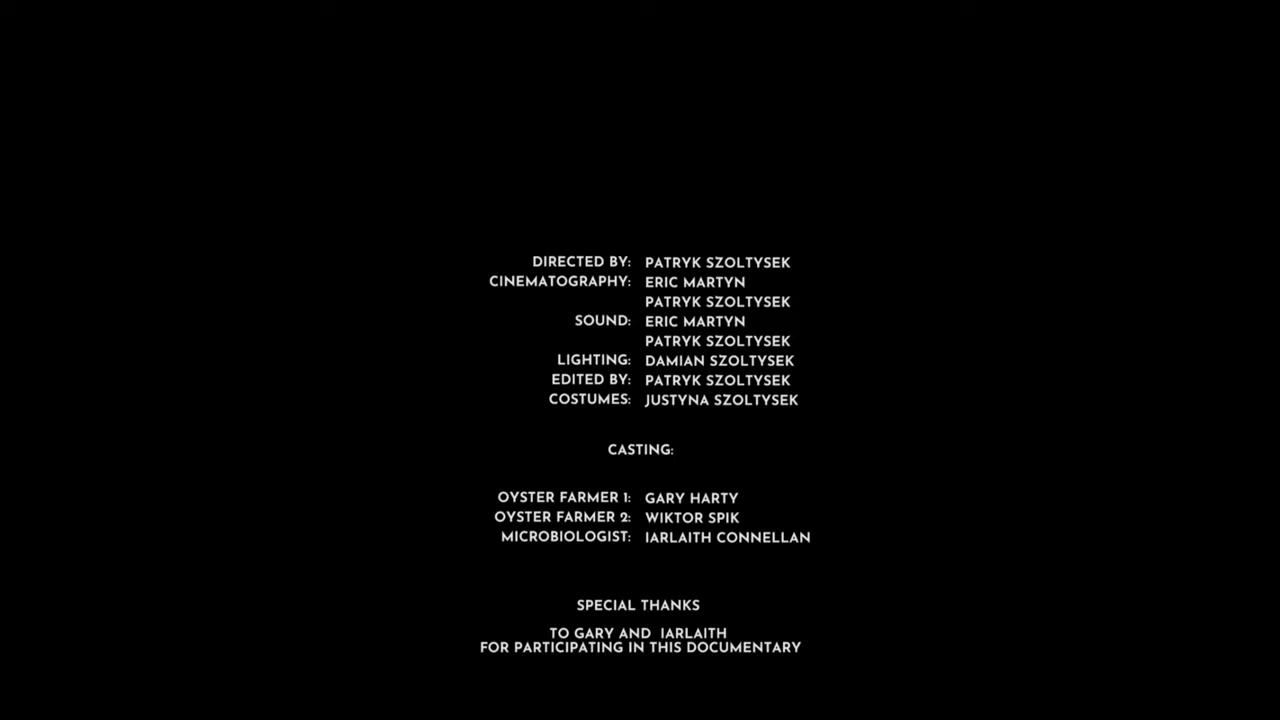 DIRECTED BY: PATRYK SZOLTYSEK
CINEMATOGRAPHY: ERIC MARTYN
PATRYK SZOLTYSEK
SOUND: ERIC MARTYN
PATRYK SZOLTYSEK
LIGHTING: DAMIAN SZOLTYSEK
EDITED BY: PATRYK SZOLTYSEK
COSTUMES: JUSTYNA SZOLTYSEK
CASTING:
OYSTER FARMER 1: GARY HARTY
OYSTER FARMER 2: WIKTOR SPIK
MICROBIOLOGIST: IARLAITH CONNELLAN
SPECIAL THANKS
TO GARY AND IARLAITH
FOR PARTICIPATING IN THIS DOCUMENTARY